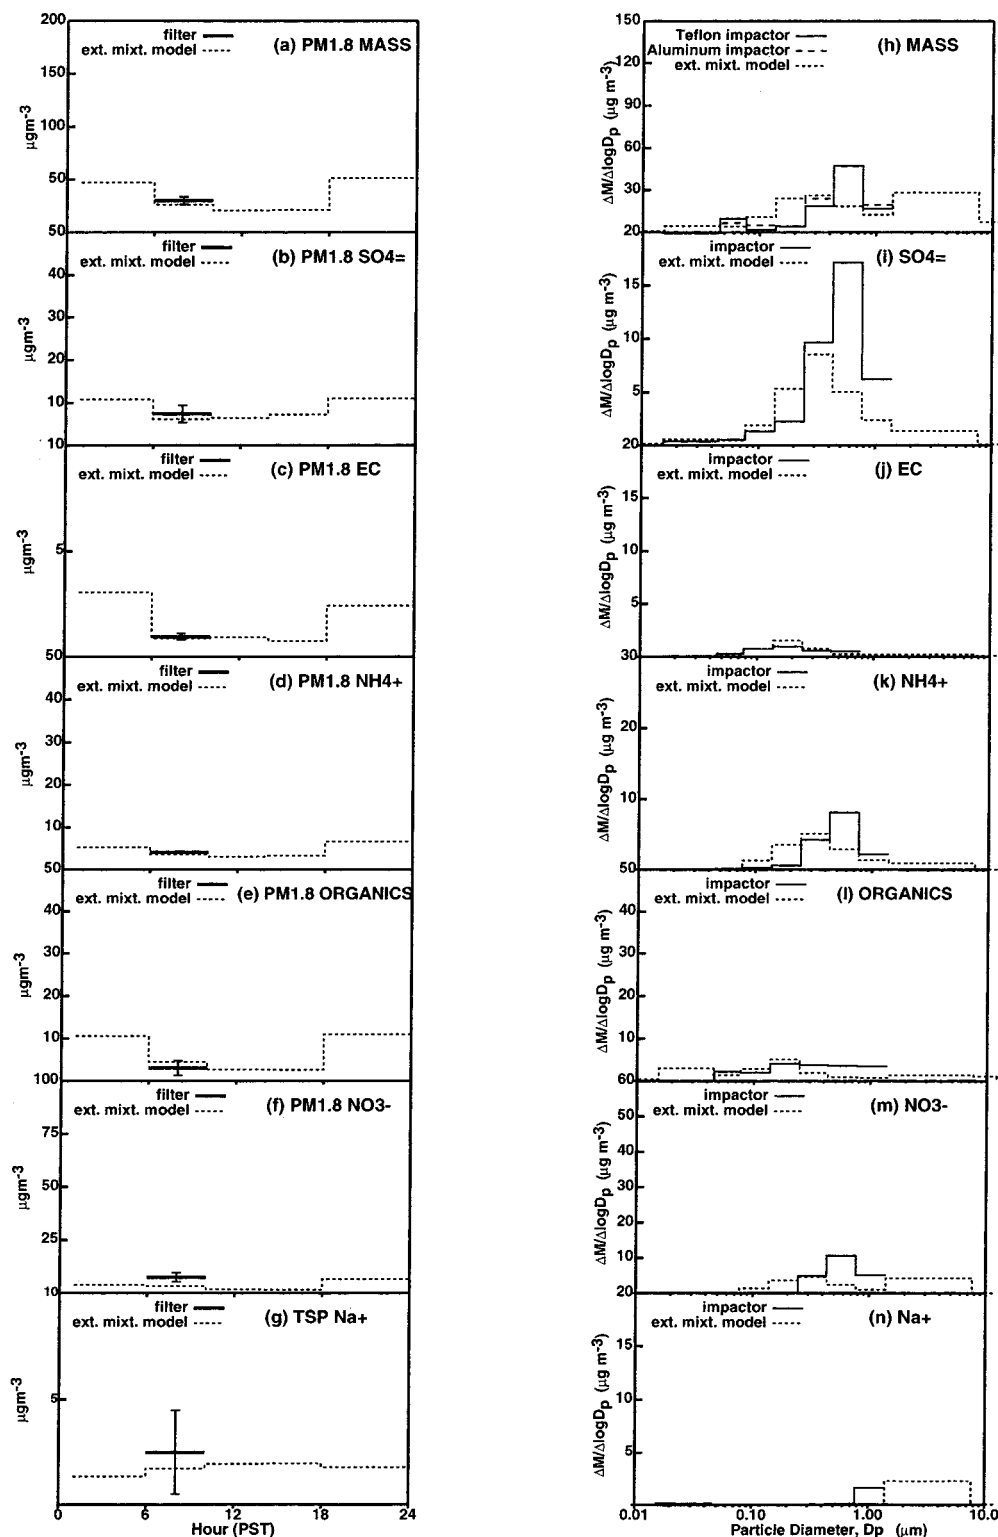 200
filter
ext. mixt. model
(a) PM1.8 MASS
150
100
50
µgm-3
50
filter
ext. mixt. model
(b) PM1.8 SO4=
40
30
20
10
µgm-3
10
filter
ext. mixt. model
(c) PM1.8 EC
5
µgm-3
50
filter
ext. mixt. model
(d) PM1.8 NH4+
40
30
20
10
µgm-3
50
filter
ext. mixt. model
(e) PM1.8 ORGANICS
40
30
20
10
µgm-3
100
filter
ext. mixt. model
(f) PM1.8 NO3-
75
50
25
µgm-3
10
filter
ext. mixt. model
(g) TSP Na+
5
µgm-3
0
6
12
18
24
Hour (PST)
150
Teflon impactor
Aluminum impactor
ext. mixt. model
(h) MASS
120
90
60
30
ΔM/ΔlogDp (µg m-3)
20
impactor
ext. mixt. model
(i) SO4=
15
10
5
ΔM/ΔlogDp (µg m-3)
20
impactor
ext. mixt. model
(j) EC
15
10
5
ΔM/ΔlogDp (µg m-3)
30
impactor
ext. mixt. model
(k) NH4+
20
10
ΔM/ΔlogDp (µg m-3)
50
impactor
ext. mixt. model
(l) ORGANICS
40
30
20
10
ΔM/ΔlogDp (µg m-3)
60
impactor
ext. mixt. model
(m) NO3-
50
40
30
20
10
ΔM/ΔlogDp (µg m-3)
20
impactor
ext. mixt. model
(n) Na+
15
10
5
ΔM/ΔlogDp (µg m-3)
0.01
0.10
1.00
10.0
Particle Diameter, Dp (µm)